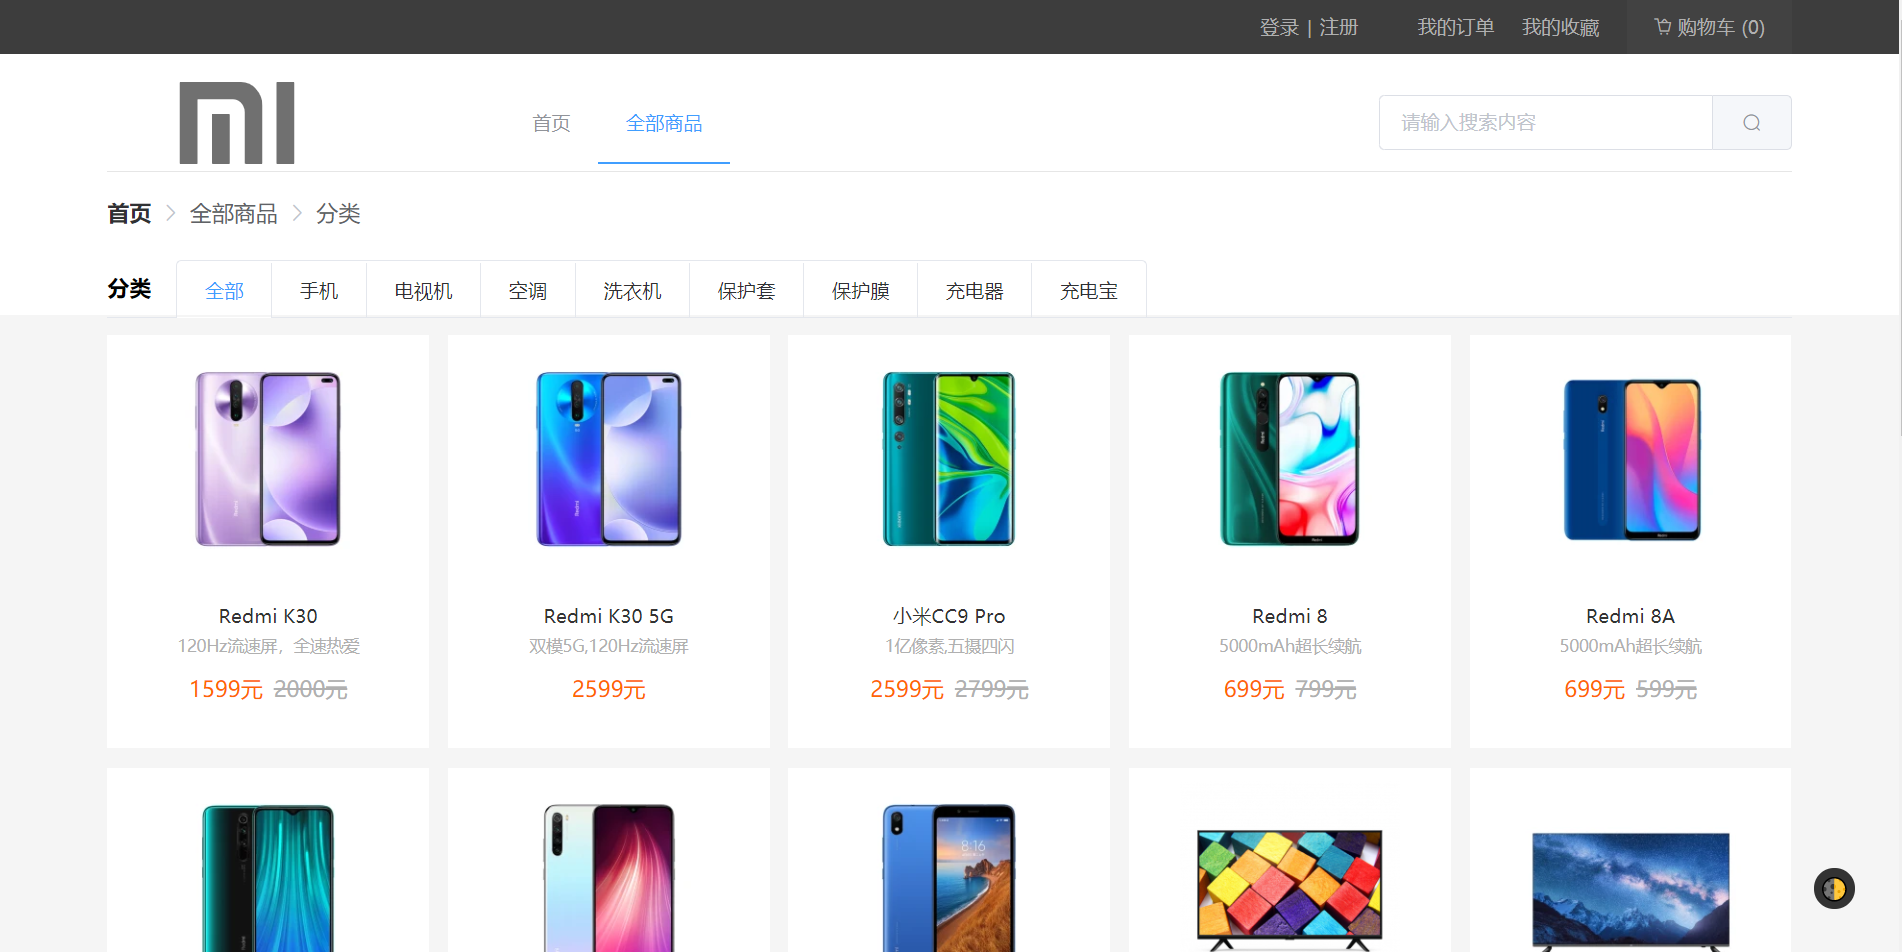 登录 | 注册 我的订单 我的收藏 购物车 (0)
首页 全部商品 请输入搜索内容
首页 全部商品 分类
分类 全部 手机 电视机 空调 洗衣机 保护套 保护膜 充电器 充电宝
Redmi K30
120Hz流速屏，全速热爱
1599元 2000元
Redmi K30 5G
双模5G,120Hz流速屏
2599元
小米CC9 Pro
1亿像素,五摄四闪
2599元 2799元
Redmi 8
5000mAh超长续航
699元 799元
Redmi 8A
5000mAh超长续航
699元 599元
8:16